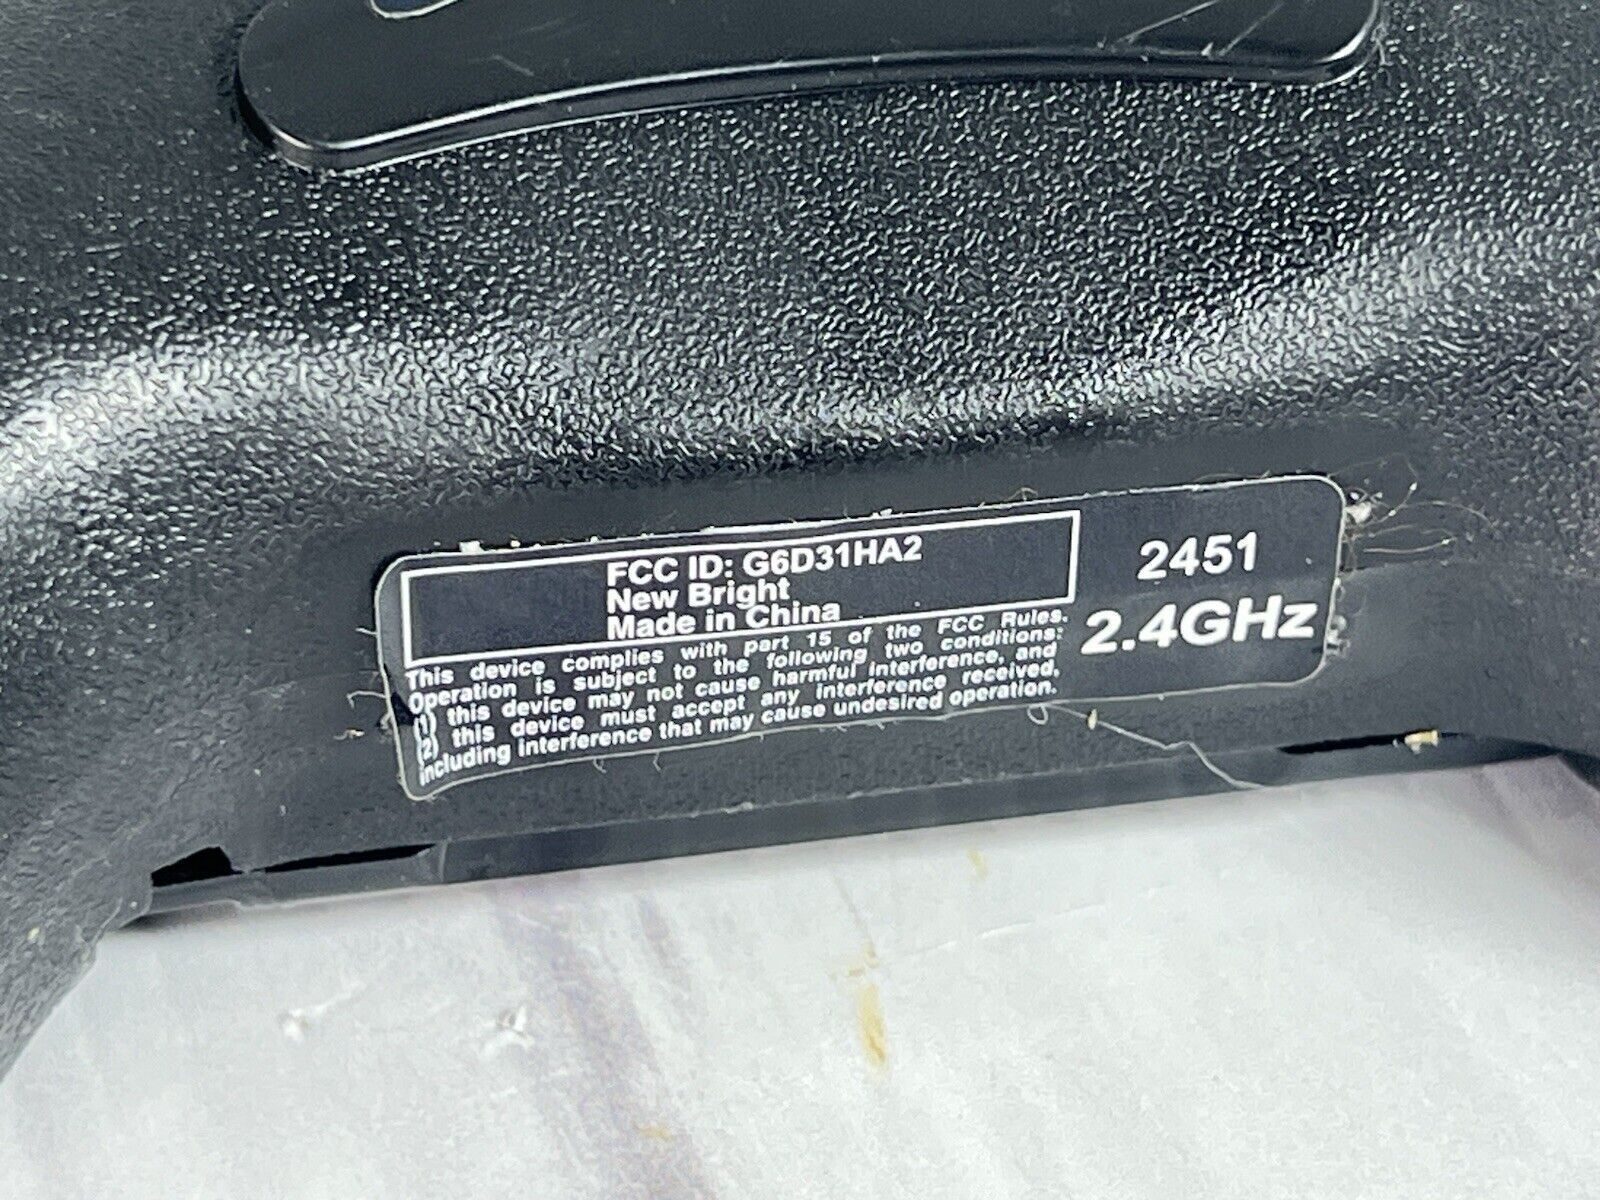 FCC ID: G6D31HA2
New Bright
Made in China
This device complies with part 15 of the FCC Rules.
Operation is subject to the following two conditions:
(1) this device may not cause harmful interference, and
(2) this device must accept any interference received,
including interference that may cause undesired operation.
2451
2.4GHz